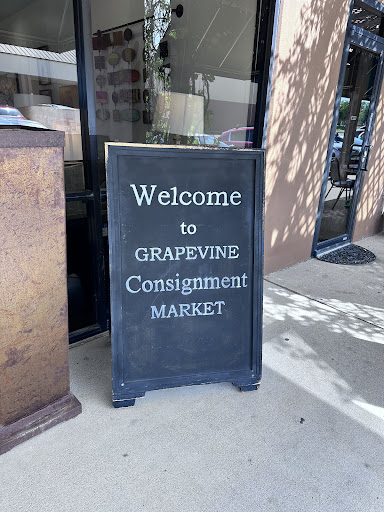 Welcome
to
GRAPEVINE
Consignment
MARKET